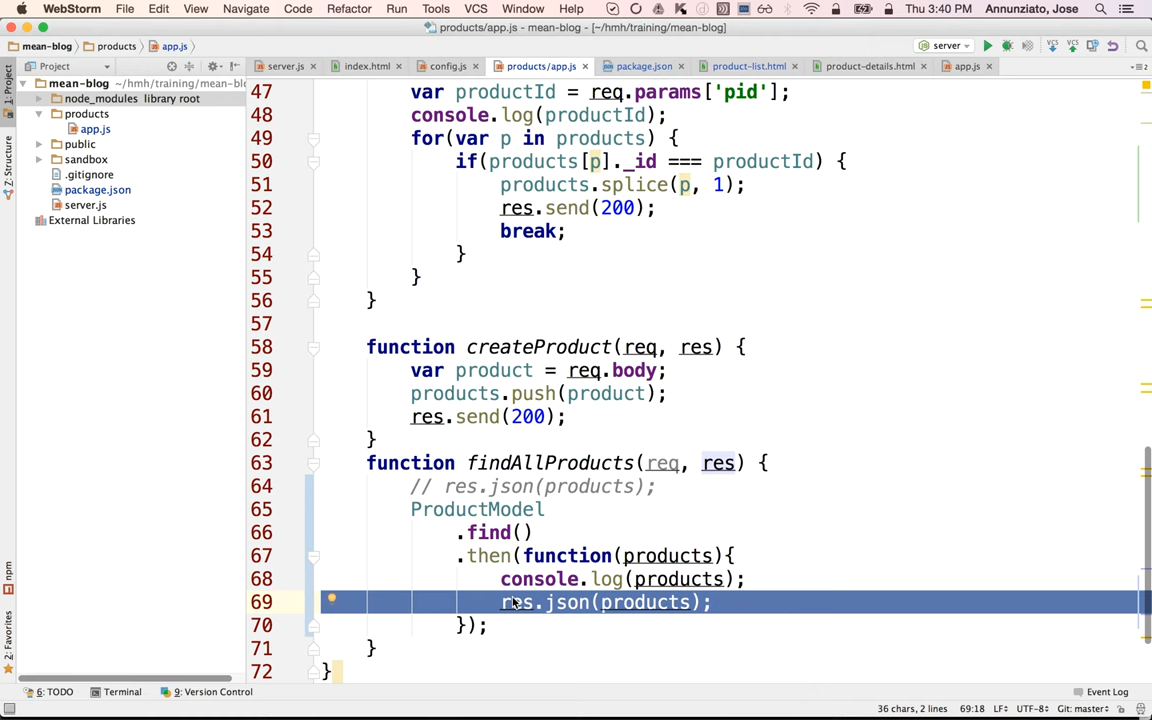 WebStorm File Edit View Navigate Code Refactor Run Tools VCS Window Help Thu 3:40 PM Annunziato, Jose
products/app.js - mean-blog - [~/hmh/training/mean-blog]
mean-blog products app.js server
Project server.js index.html config.js products/app.js package.json product-list.html product-details.html app.js
1: Project
7: Structure
npm
2: Favorites
mean-blog ~/hmh/training/mean-bl
node_modules library root
products
app.js
public
sandbox
.gitignore
package.json
server.js
External Libraries
47 var productId = req.params['pid'];
48 console.log(productId);
49 for(var p in products) {
50 if(products[p]._id === productId) {
51 products.splice(p, 1);
52 res.send(200);
53 break;
54 }
55 }
56 }
57
58 function createProduct(req, res) {
59 var product = req.body;
60 products.push(product);
61 res.send(200);
62 }
63 function findAllProducts(req, res) {
64 // res.json(products);
65 ProductModel
66 .find()
67 .then(function(products){
68 console.log(products);
69 res.json(products);
70 });
71 }
72 }
6: TODO Terminal 9: Version Control Event Log
36 chars, 2 lines 69:18 LF UTF-8 Git: master